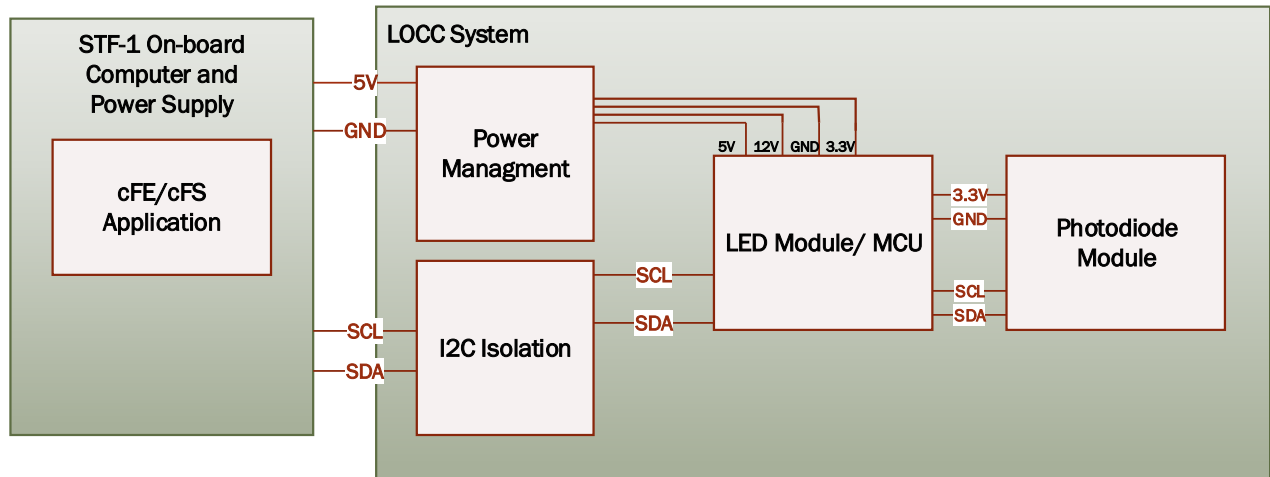 STF-1 On-board
Computer and
Power Supply
cFE/cFS
Application
LOCC System
5V
GND
Power
Managment
5V 12V GND 3.3V
LED Module/ MCU
3.3V
GND
SCL
SDA
Photodiode
Module
SCL
SDA
I2C Isolation
SCL
SDA